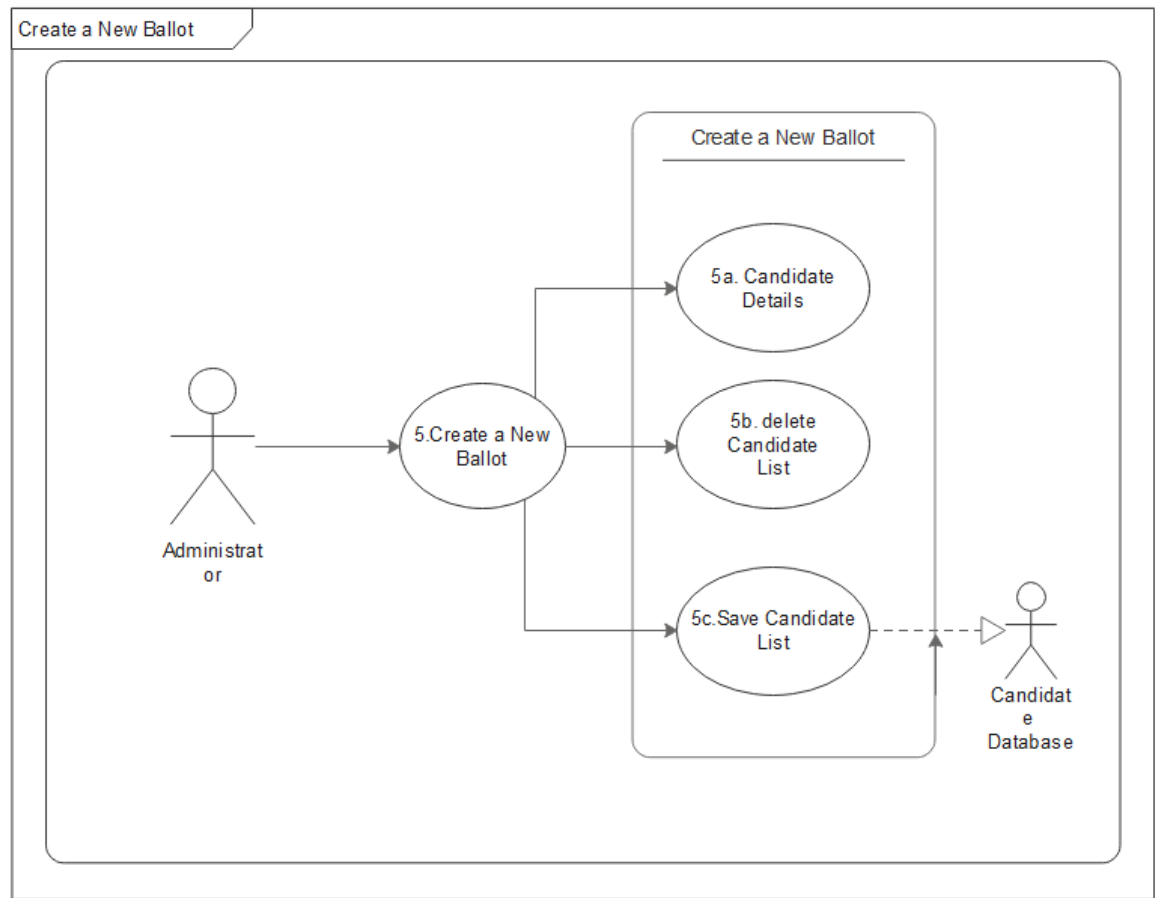 Create a New Ballot
Create a New Ballot
5a. Candidate
Details
5.Create a New
Ballot
5b. delete
Candidate
List
Administrat
or
5c.Save Candidate
List
Candidat
e
Database